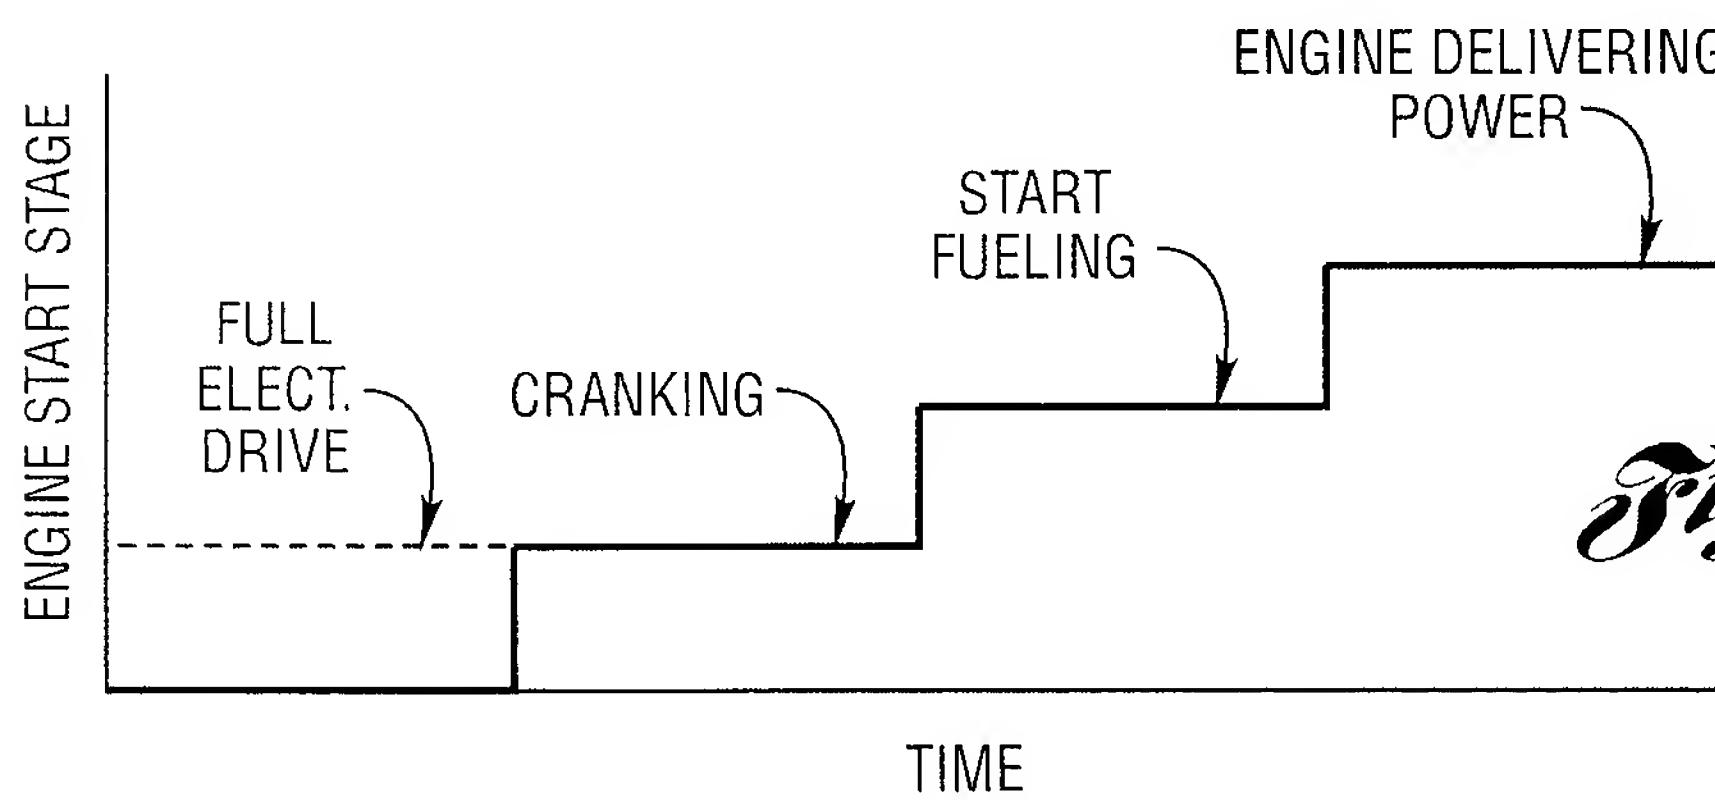 ENGINE DELIVERING
POWER
START
FUELING
FULL
ELECT.
DRIVE
CRANKING
ENGINE START STAGE
TIME